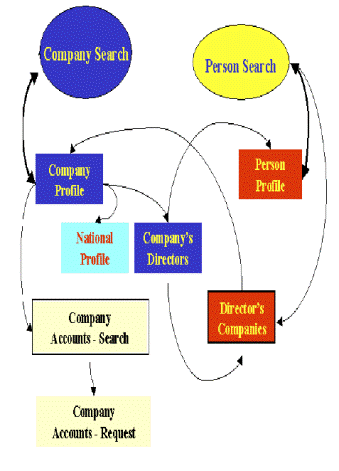 Company Search
Person Search
Company
Profile
Person
Profile
National
Profile
Company's
Directors
Director's
Companies
Company
Accounts - Search
Company
Accounts - Request